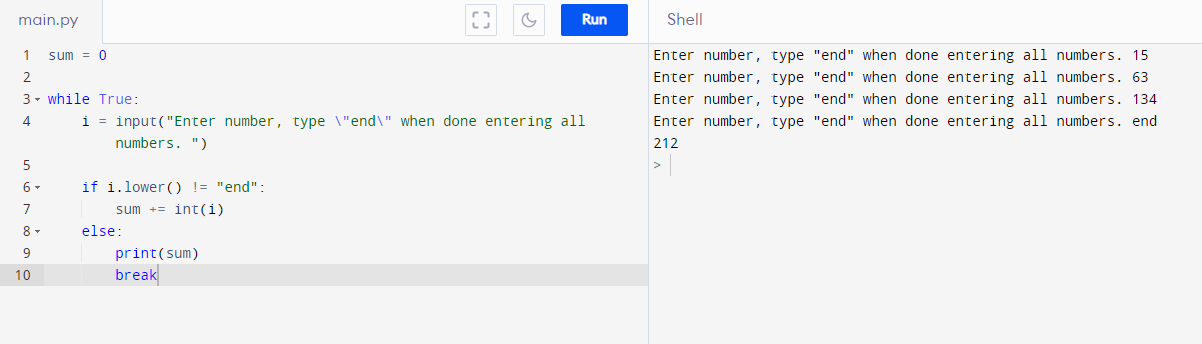 main.py
Run
Shell
1 sum = 0
2
3 while True:
4 i = input("Enter number, type \"end\" when done entering all
numbers. ")
5
6 if i.lower() != "end":
7 sum += int(i)
8 else:
9 print(sum)
10 break
Enter number, type "end" when done entering all numbers. 15
Enter number, type "end" when done entering all numbers. 63
Enter number, type "end" when done entering all numbers. 134
Enter number, type "end" when done entering all numbers. end
212
>